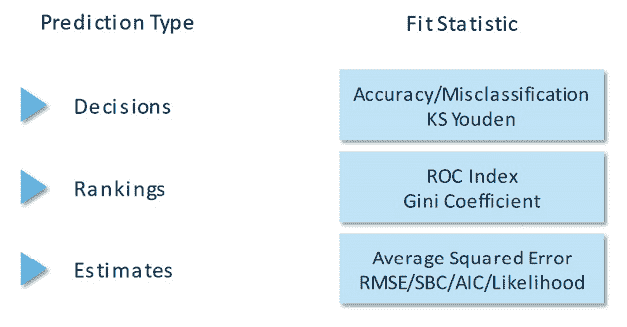 Prediction Type
Fit Statistic
Decisions
Accuracy/Misclassification
KS Youden
Rankings
ROC Index
Gini Coefficient
Estimates
Average Squared Error
RMSE/SBC/AIC/Likelihood